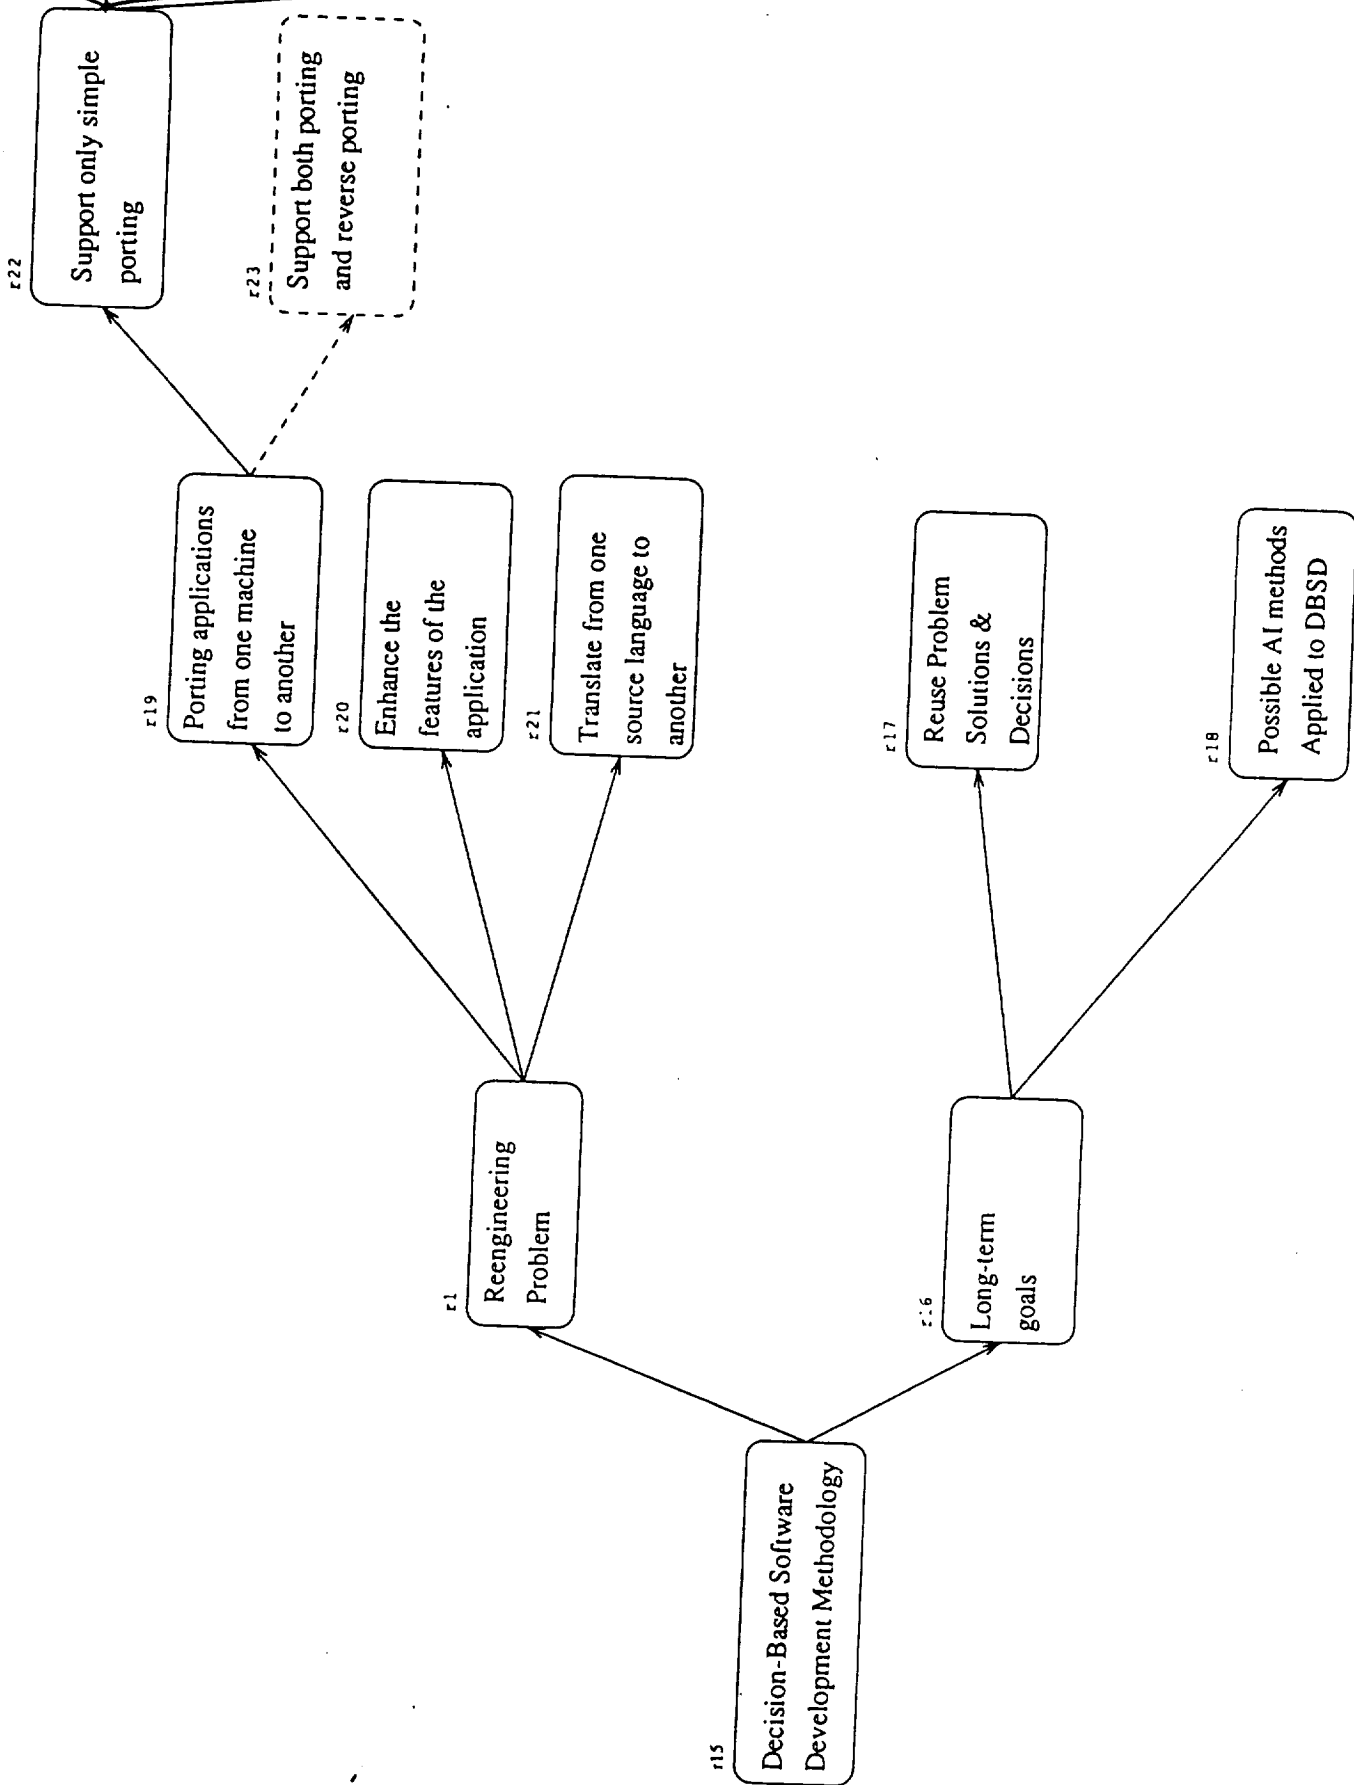 r15
Decision-Based Software
Development Methodology
r1
Reengineering
Problem
r16
Long-term
goals
r19
Porting applications
from one machine
to another
r20
Enhance the
features of the
application
r21
Translate from one
source language to
another
r17
Reuse Problem
Solutions &
Decisions
r18
Possible AI methods
Applied to DBSD
r22
Support only simple
porting
r23
Support both porting
and reverse porting